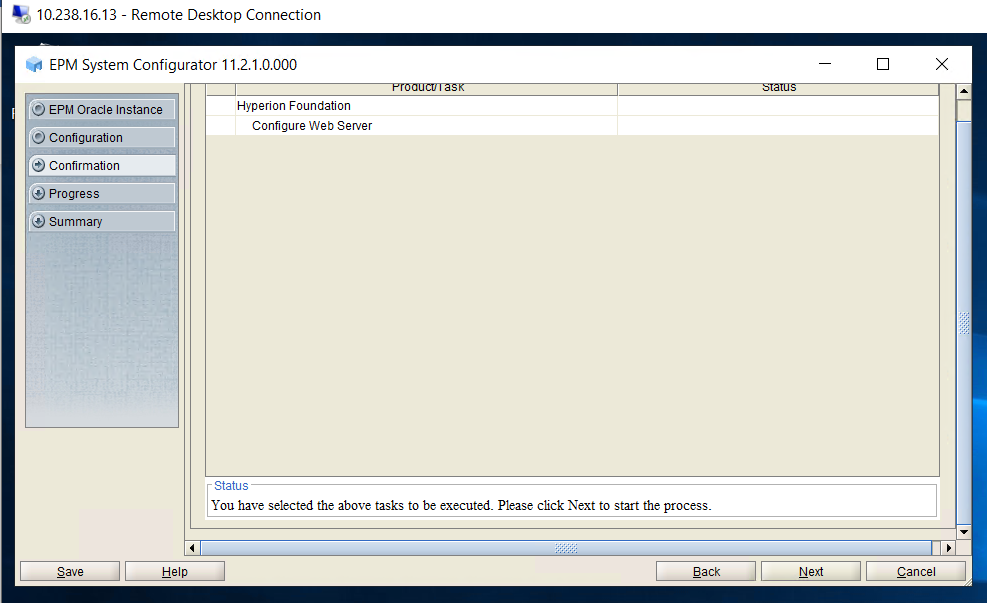 10.238.16.13 - Remote Desktop Connection
EPM System Configurator 11.2.1.0.000
EPM Oracle Instance
Configuration
Confirmation
Progress
Summary
Product/Task Status
Hyperion Foundation
Configure Web Server
Status
You have selected the above tasks to be executed. Please click Next to start the process.
Save Help Back Next Cancel